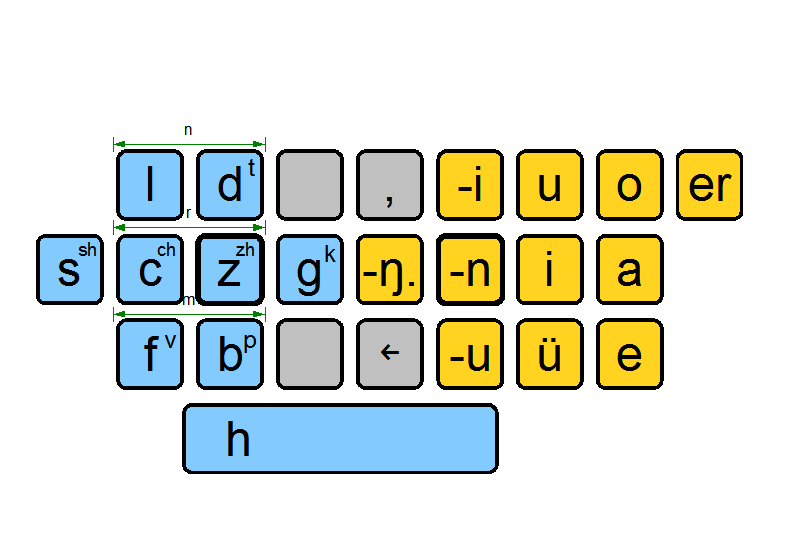 n
l d t , -i u o er
r
s sh c ch z zh g k -ŋ. -n i a
m
f v b p ← -u ü e
h